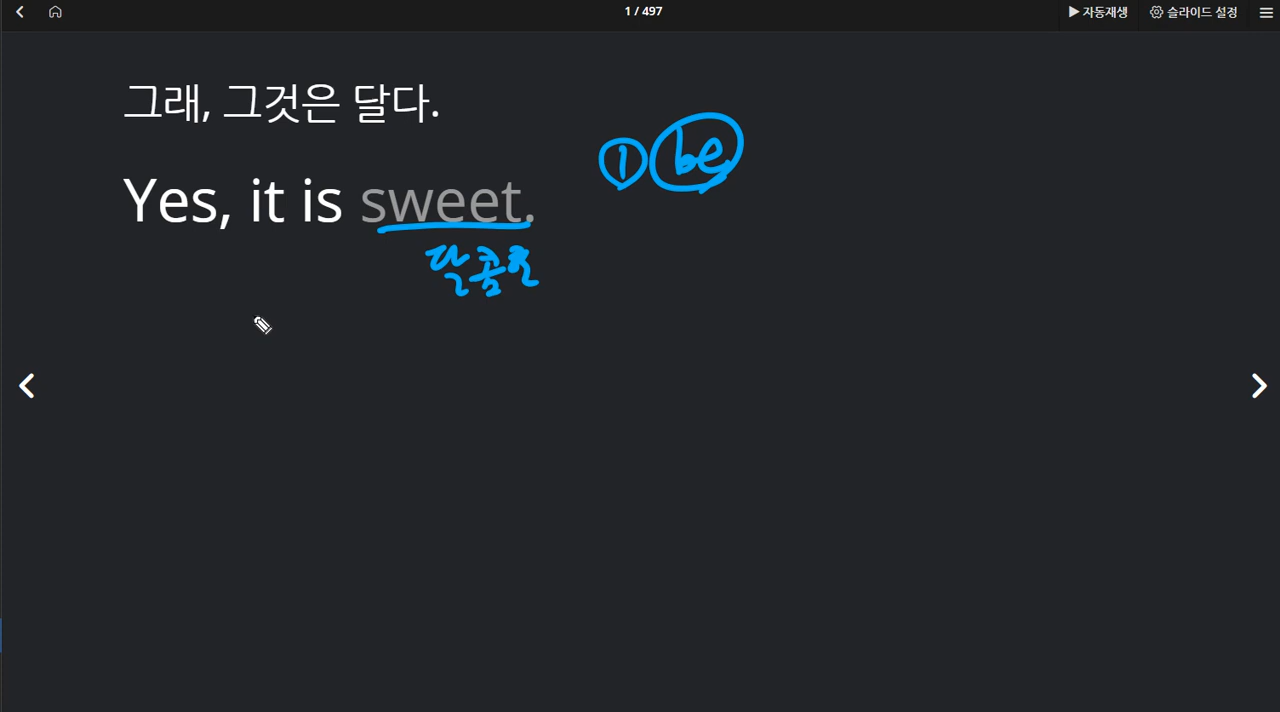 1 / 497
▶ 자동재생 슬라이드 설정
그래, 그것은 달다.
① be
Yes, it is sweet.
달콤한